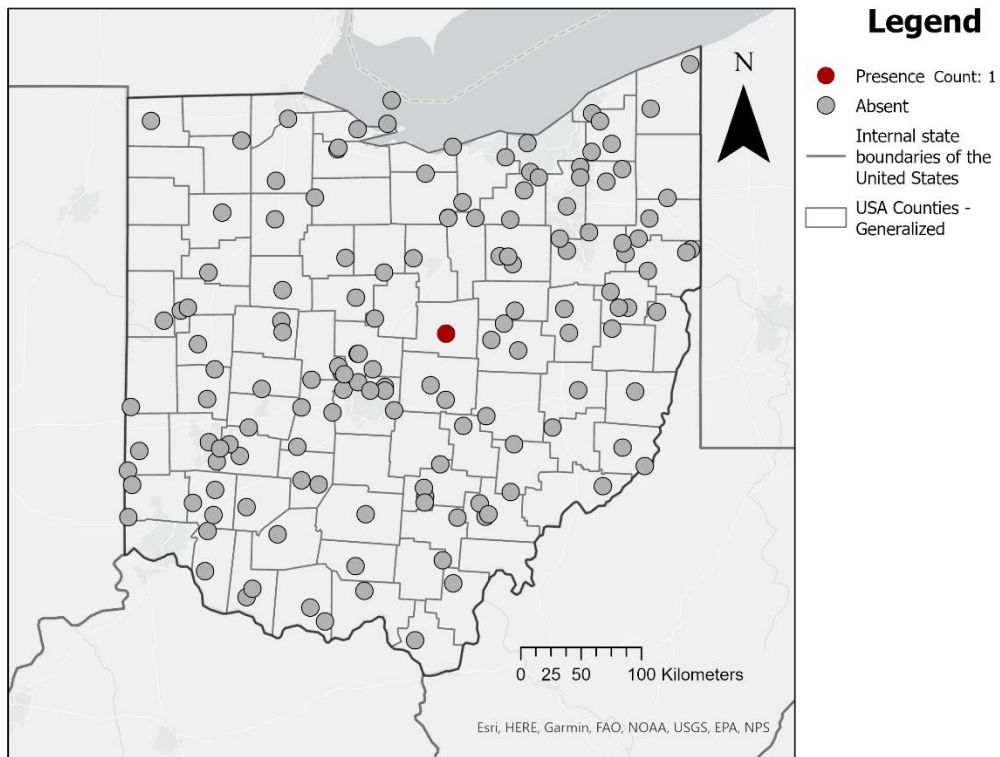 Legend
N
Presence Count: 1
Absent
Internal state
boundaries of the
United States
USA Counties -
Generalized
0 25 50 100 Kilometers
Esri, HERE, Garmin, FAO, NOAA, USGS, EPA, NPS